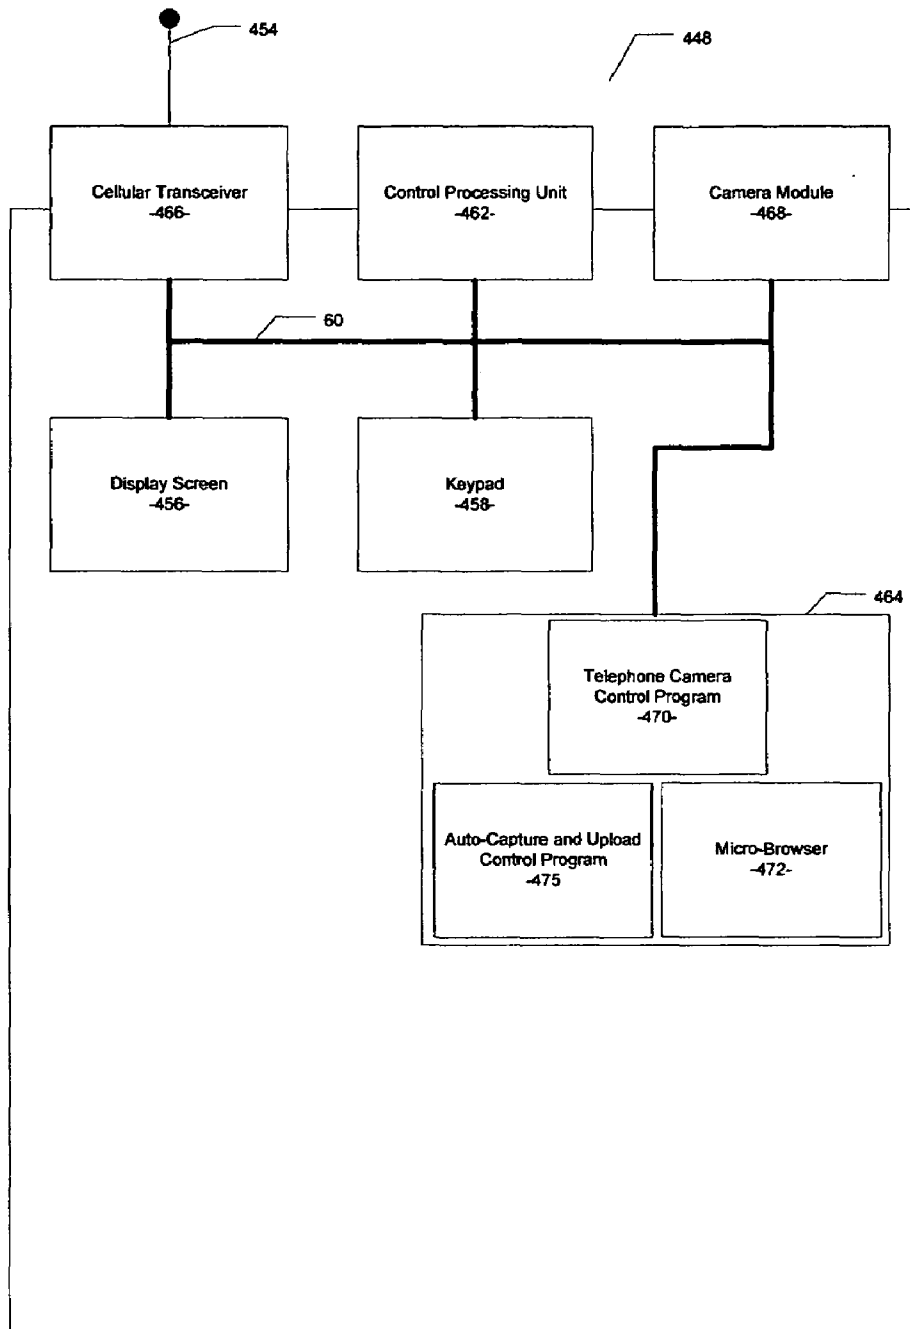 454
448
Cellular Transceiver
-466-
Control Processing Unit
-462-
Camera Module
-468-
60
Display Screen
-456-
Keypad
-458-
464
Telephone Camera
Control Program
-470-
Auto-Capture and Upload
Control Program
-475
Micro-Browser
-472-